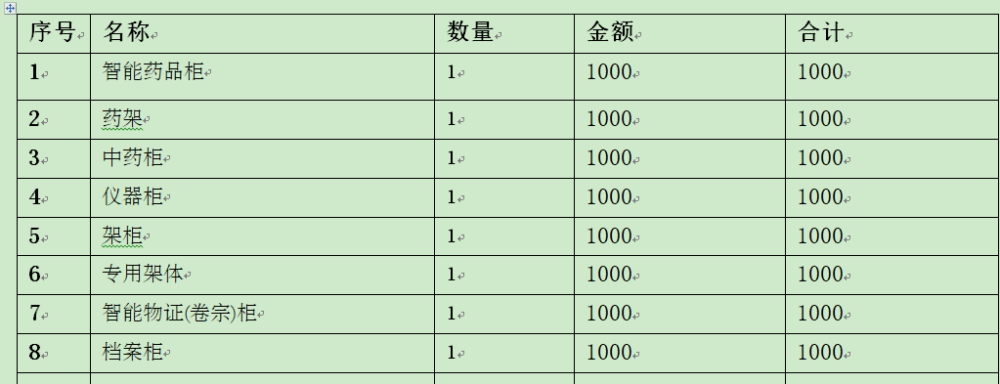 序号 名称 数量 金额 合计
1 智能药品柜 1 1000 1000
2 药架 1 1000 1000
3 中药柜 1 1000 1000
4 仪器柜 1 1000 1000
5 架柜 1 1000 1000
6 专用架体 1 1000 1000
7 智能物证(卷宗)柜 1 1000 1000
8 档案柜 1 1000 1000